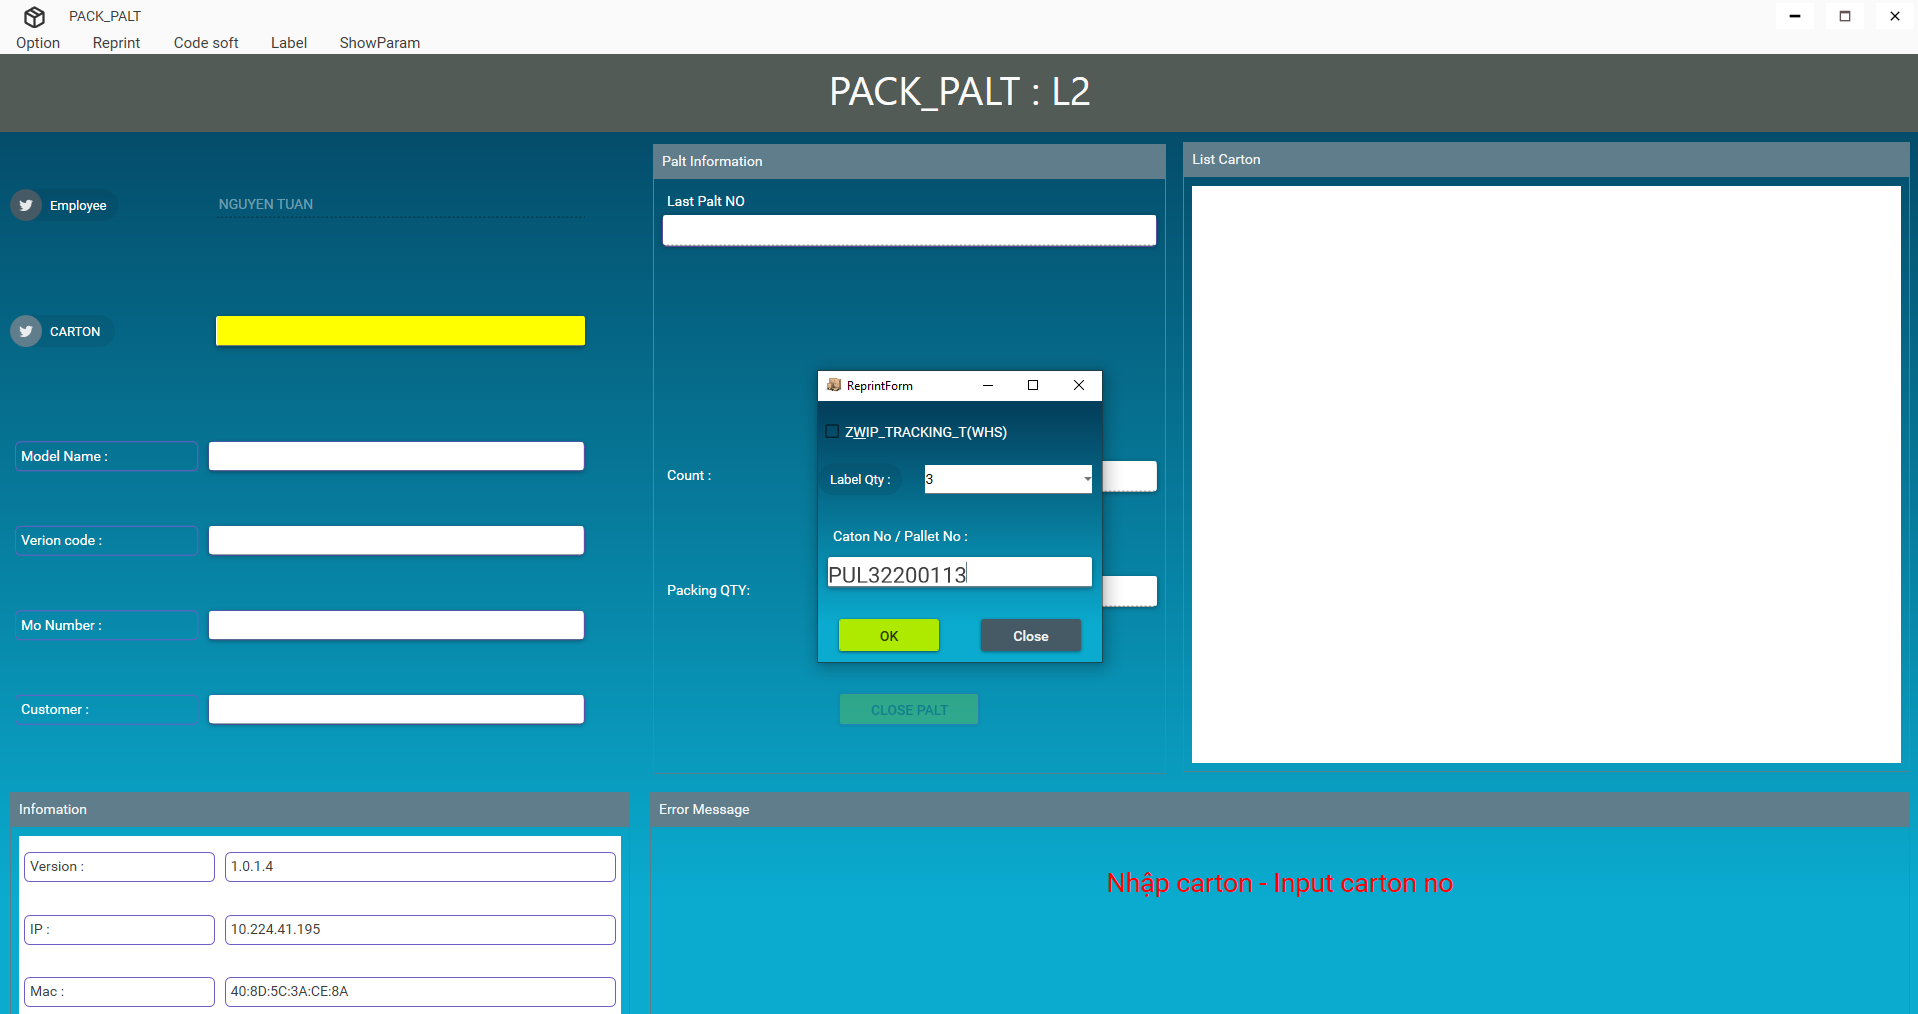 PACK_PALT
Option Reprint Code soft Label ShowParam
PACK_PALT : L2
Employee NGUYEN TUAN
CARTON
Model Name :
Verion code :
Mo Number :
Customer :
Palt Information
Last Palt NO
Count :
Packing QTY:
CLOSE PALT
List Carton
ReprintForm
ZWIP_TRACKING_T(WHS)
Label Qty : 3
Caton No / Pallet No :
PUL32200113
OK Close
Infomation
Version : 1.0.1.4
IP : 10.224.41.195
Mac : 40:8D:5C:3A:CE:8A
Error Message
Nhập carton - Input carton no